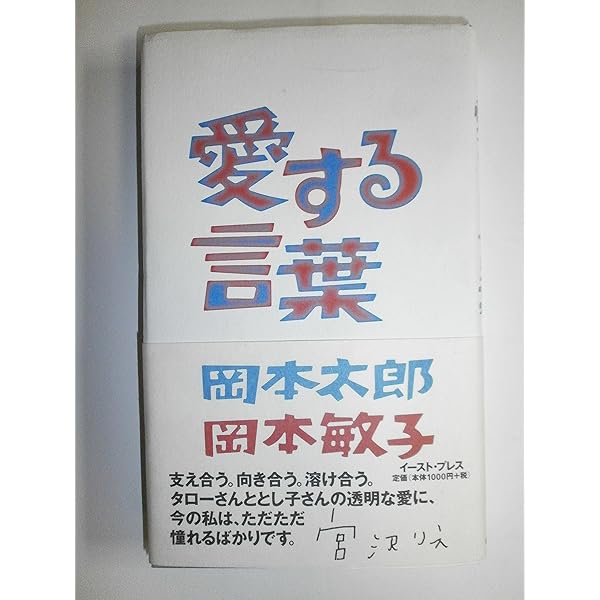 愛する
言葉
岡本太郎
岡本敏子
イースト・プレス
定価(本体1000円+税)
支え合う。向き合う。溶け合う。
タローさんととし子さんの透明な愛に、
今の私は、ただただ
憧れるばかりです。
宮沢りえ